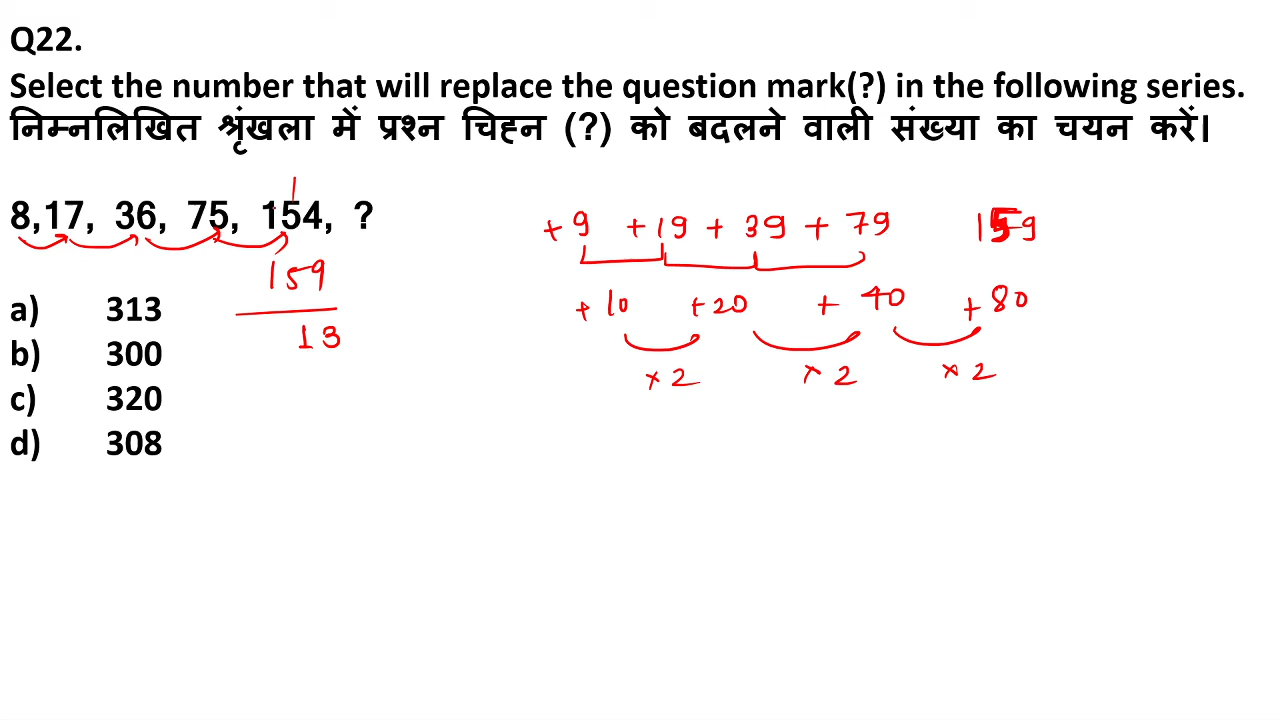 Q22.
Select the number that will replace the question mark(?) in the following series.
निम्नलिखित श्रृंखला में प्रश्न चिह्न (?) को बदलने वाली संख्या का चयन करें।
1
8,17, 36, 75, 154, ?
+9 +19 +39 +79 159
159
13
+10 +20 +40 +80
×2 ×2 ×2
a) 313
b) 300
c) 320
d) 308